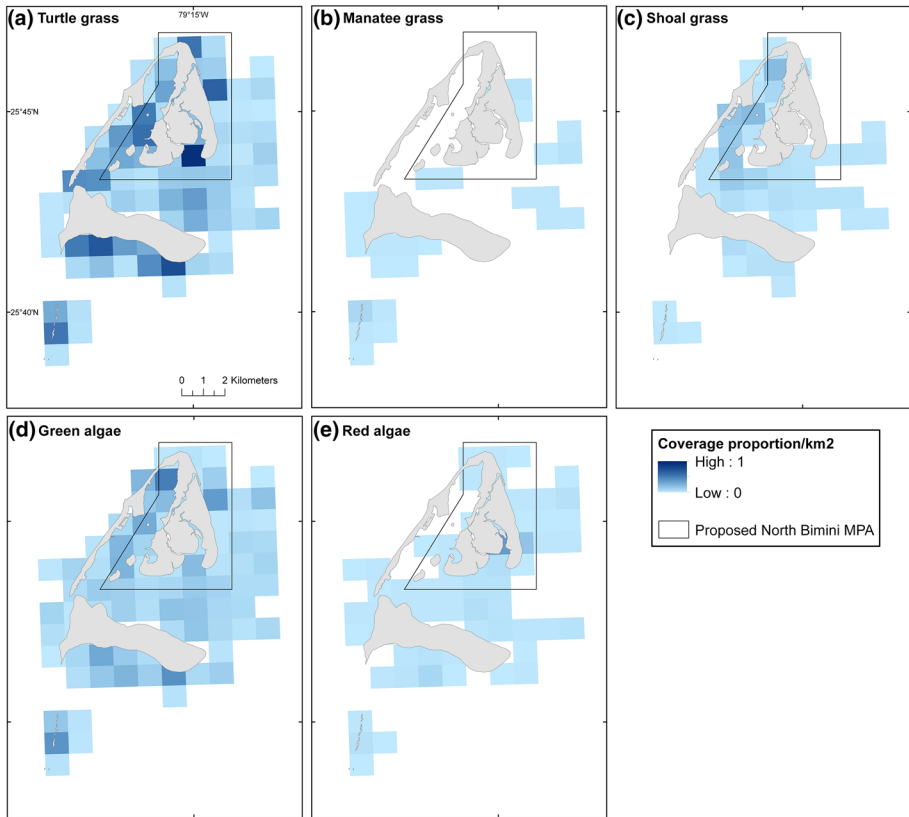 (a) Turtle grass
79°15'W
(b) Manatee grass
(c) Shoal grass
25°45'N
25°40'N
0 1 2 Kilometers
(d) Green algae
(e) Red algae
Coverage proportion/km2
High : 1
Low : 0
Proposed North Bimini MPA